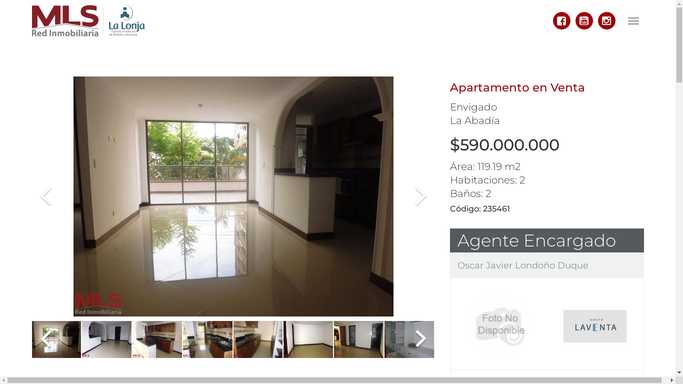 MLS
Red Inmobiliaria
La Lonja
Apartamento en Venta
Envigado
La Abadía
$590.000.000
Área: 119.19 m2
Habitaciones: 2
Baños: 2
Código: 235461
MLS
Red Inmobiliaria
Agente Encargado
Oscar Javier Londoño Duque
Foto No
Disponible
LAVENTA